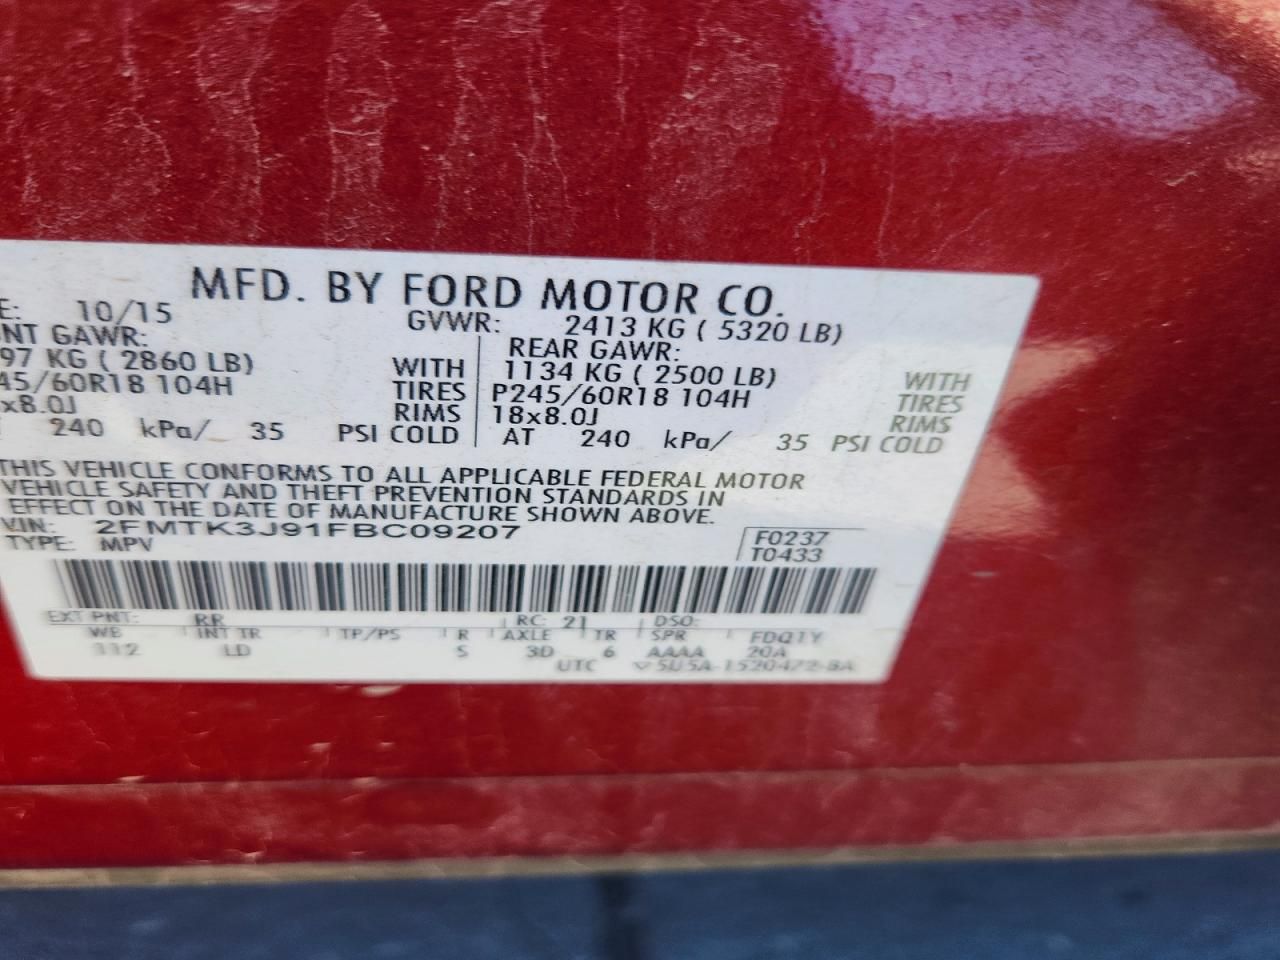 MFD. BY FORD MOTOR CO.
E: 10/15 GVWR: 2413 KG ( 5320 LB)
NT GAWR: REAR GAWR:
97 KG ( 2860 LB) WITH 1134 KG ( 2500 LB) WITH
45/60R18 104H TIRES P245/60R18 104H TIRES
x8.0J RIMS 18x8.0J RIMS
240 kPa/ 35 PSI COLD AT 240 kPa/ 35 PSI COLD
THIS VEHICLE CONFORMS TO ALL APPLICABLE FEDERAL MOTOR
VEHICLE SAFETY AND THEFT PREVENTION STANDARDS IN
EFFECT ON THE DATE OF MANUFACTURE SHOWN ABOVE.
VIN: 2FMTK3J91FBC09207 F0237
TYPE: MPV T0433
EXT PNT: RR RC: 21 DSO:
WB INT TR TP/PS R AXLE TR SPR FDQ1Y
112 LD S 3D 6 AAAA 20A
UTC 5U5A-1520472-BA